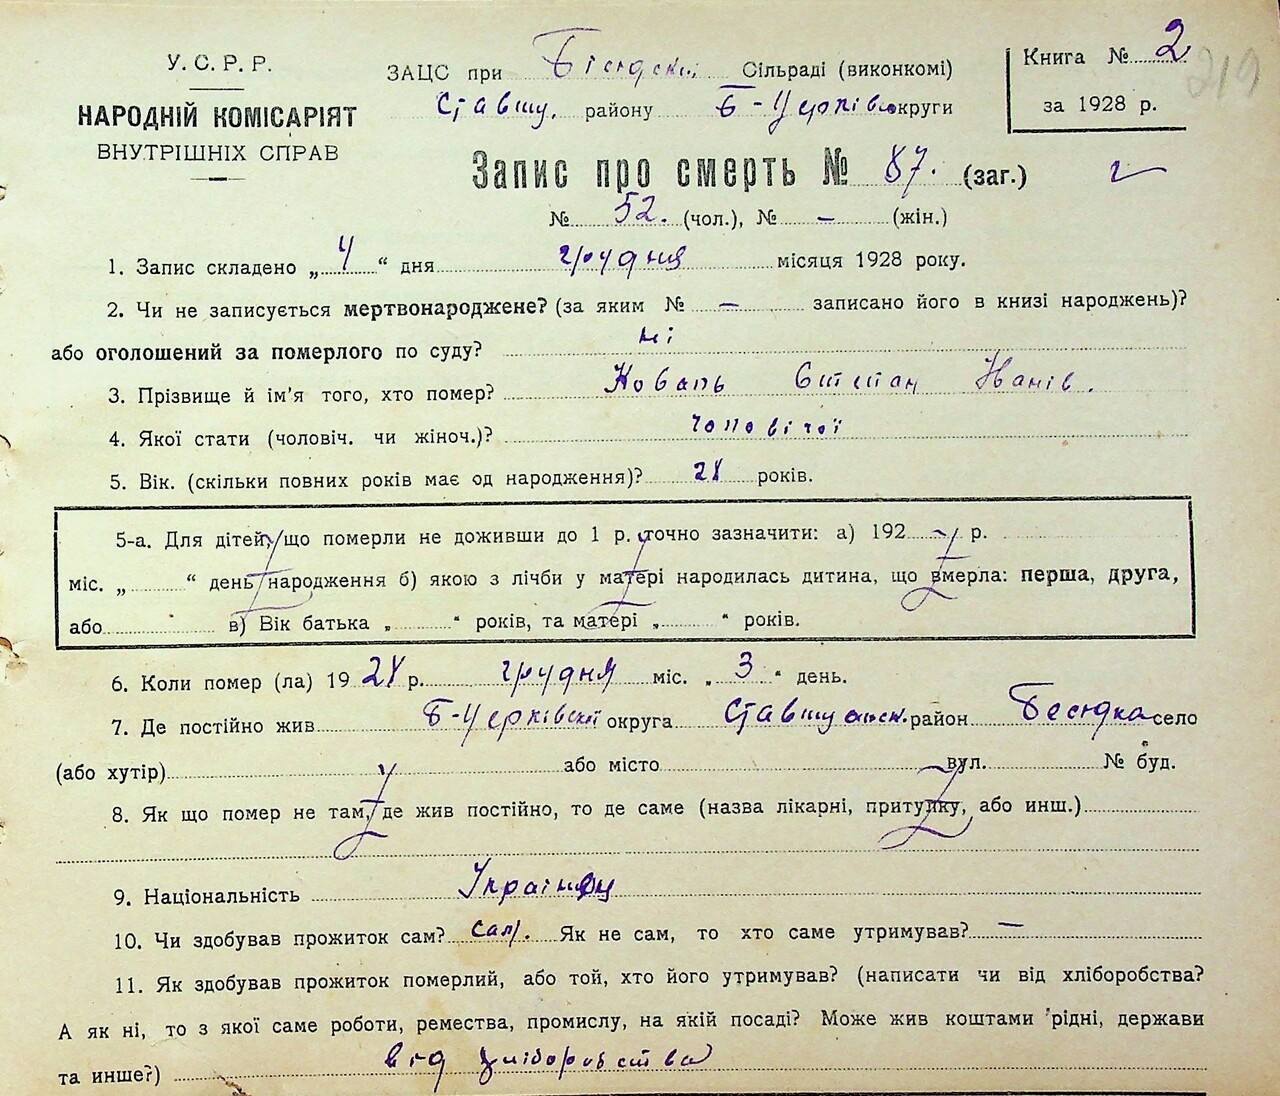 У. С. Р. Р.
НАРОДНІЙ КОМІСАРІЯТ
ВНУТРІШНІХ СПРАВ
ЗАЦС при Бісюдській Сільраді (виконкомі)
Ставищ. району Б-Церківс округи
Книга № 2
за 1928 р.
219
Запис про смерть № 87. (заг.)
№ 52. (чол.), № — (жін.)
1. Запис складено „ 4 “ дня грудня місяця 1928 року.
2. Чи не записується мертвонароджене? (за яким № — записано його в книзі народжень)?
або оголошений за померлого по суду? ні
3. Прізвище й ім'я того, хто помер? Коваль Степан Іванів.
4. Якої стати (чоловіч. чи жіноч.)? чоловічої
5. Вік. (скільки повних років має од народження)? 28 років.
5-а. Для дітей, що померли не доживши до 1 р. точно зазначити: а) 192 р.
міс. „ “ день народження б) якою з лічби у матері народилась дитина, що вмерла: перша, друга,
або в) Вік батька „ “ років, та матері „ “ років.
6. Коли помер (ла) 1928 р. грудня міс. „ 3 “ день.
7. Де постійно жив Б-Церківській округа Ставищанськ. район Бесюдка село
(або хутір) або місто вул. № буд.
8. Як що помер не там, де жив постійно, то де саме (назва лікарні, притулку, або инш.)
9. Національність Українец
10. Чи здобував прожиток сам? сам. Як не сам, то хто саме утримував? —
11. Як здобував прожиток померлий, або той, хто його утримував? (написати чи від хліборобства?
А як ні, то з якої саме роботи, ремества, промислу, на якій посаді? Може жив коштами рідні, держави
та инше?) від хліборобства